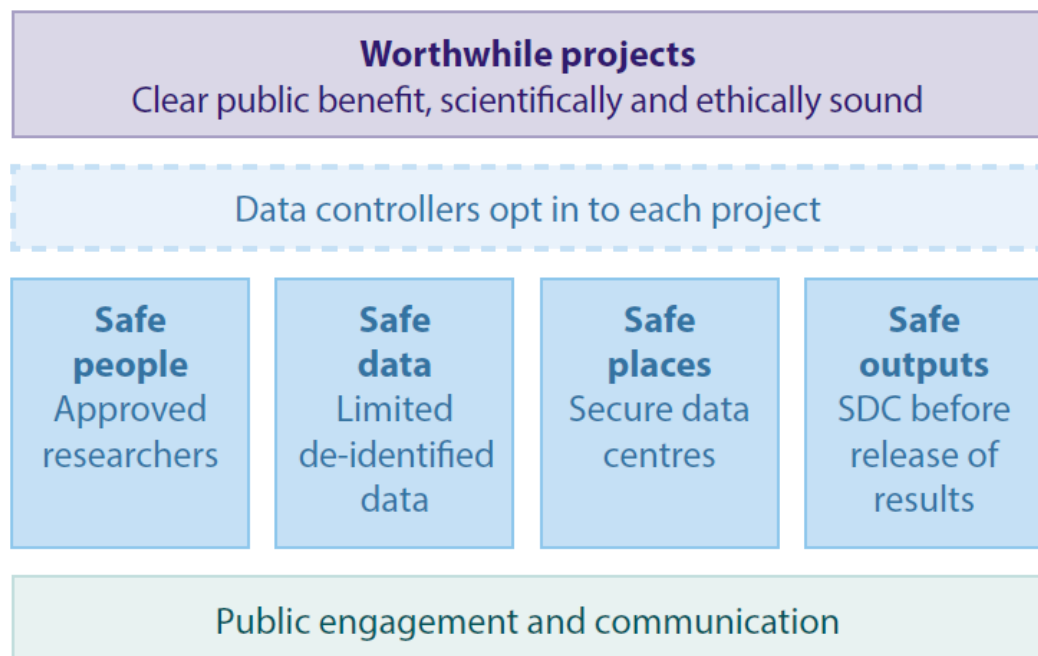 Worthwhile projects
Clear public benefit, scientifically and ethically sound
Data controllers opt in to each project
Safe
people
Approved
researchers
Safe
data
Limited
de-identified
data
Safe
places
Secure data
centres
Safe
outputs
SDC before
release of
results
Public engagement and communication